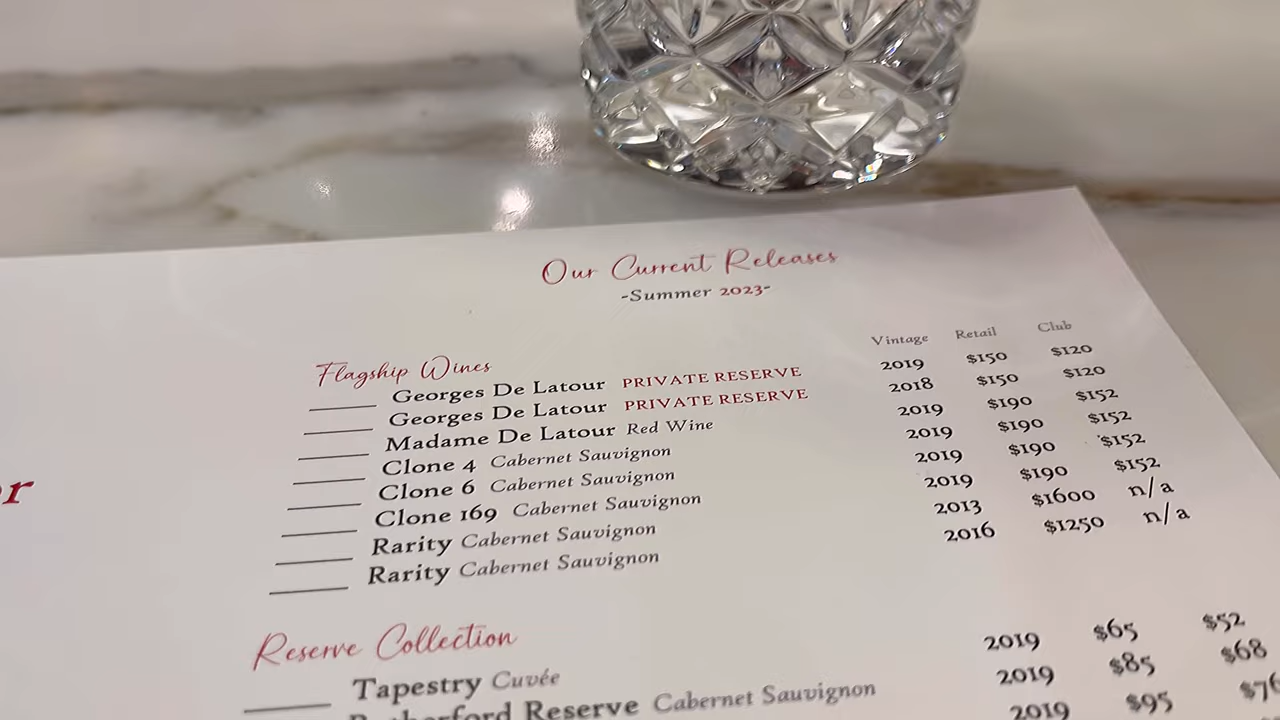 Our Current Releases
-Summer 2023-
Vintage Retail Club
Flagship Wines
Georges De Latour PRIVATE RESERVE 2019 $150 $120
Georges De Latour PRIVATE RESERVE 2018 $150 $120
Madame De Latour Red Wine 2019 $190 $152
Clone 4 Cabernet Sauvignon 2019 $190 $152
Clone 6 Cabernet Sauvignon 2019 $190 $152
Clone 169 Cabernet Sauvignon 2019 $190 $152
Rarity Cabernet Sauvignon 2013 $1600 n/a
Rarity Cabernet Sauvignon 2016 $1250 n/a
Reserve Collection
Tapestry Cuvée 2019 $65 $52
Rutherford Reserve Cabernet Sauvignon 2019 $85 $68
2019 $95 $76